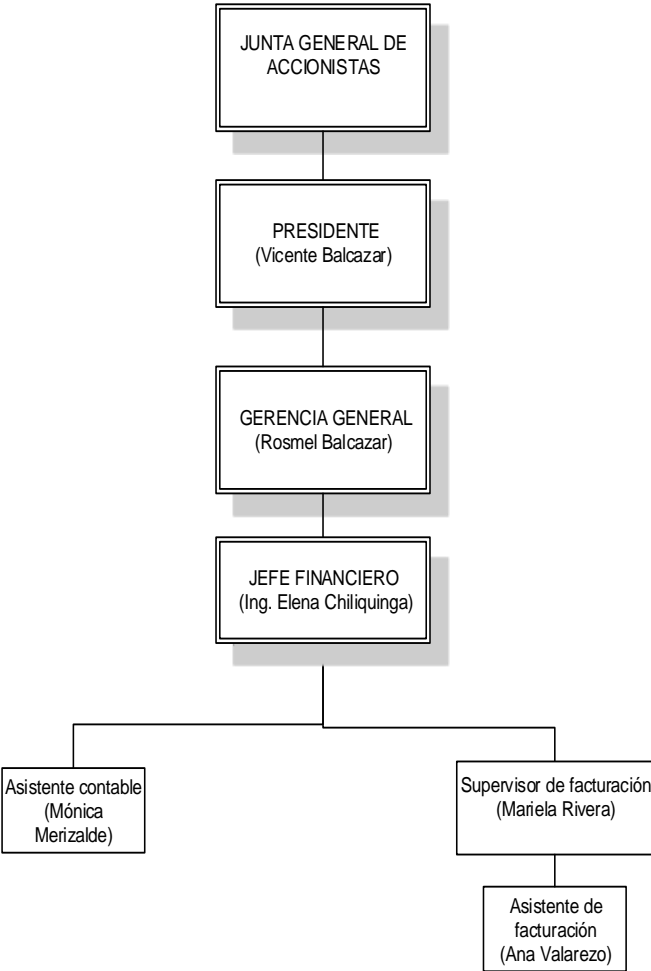 JUNTA GENERAL DE
ACCIONISTAS
PRESIDENTE
(Vicente Balcazar)
GERENCIA GENERAL
(Rosmel Balcazar)
JEFE FINANCIERO
(Ing. Elena Chiliquinga)
Asistente contable
(Mónica
Merizalde)
Supervisor de facturación
(Mariela Rivera)
Asistente de
facturación
(Ana Valarezo)